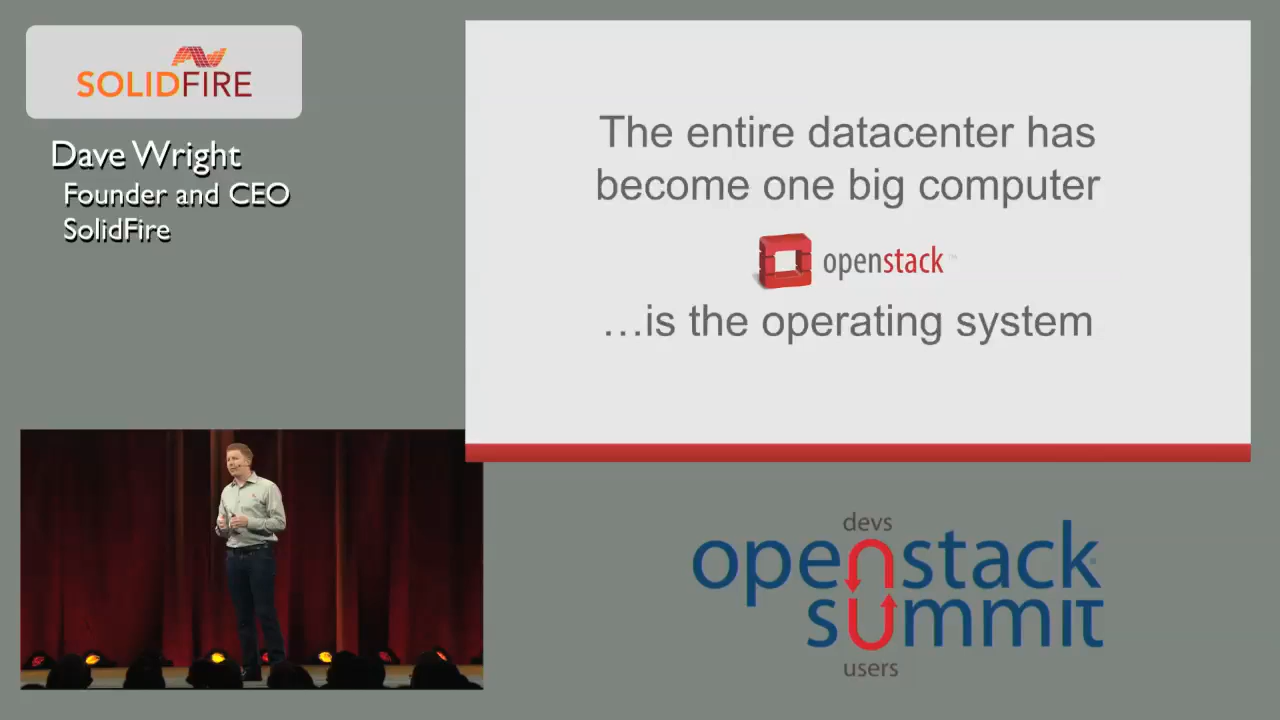 SOLIDFIRE
Dave Wright
Founder and CEO
SolidFire
The entire datacenter has
become one big computer
openstack™
…is the operating system
devs
openstack
summit
users